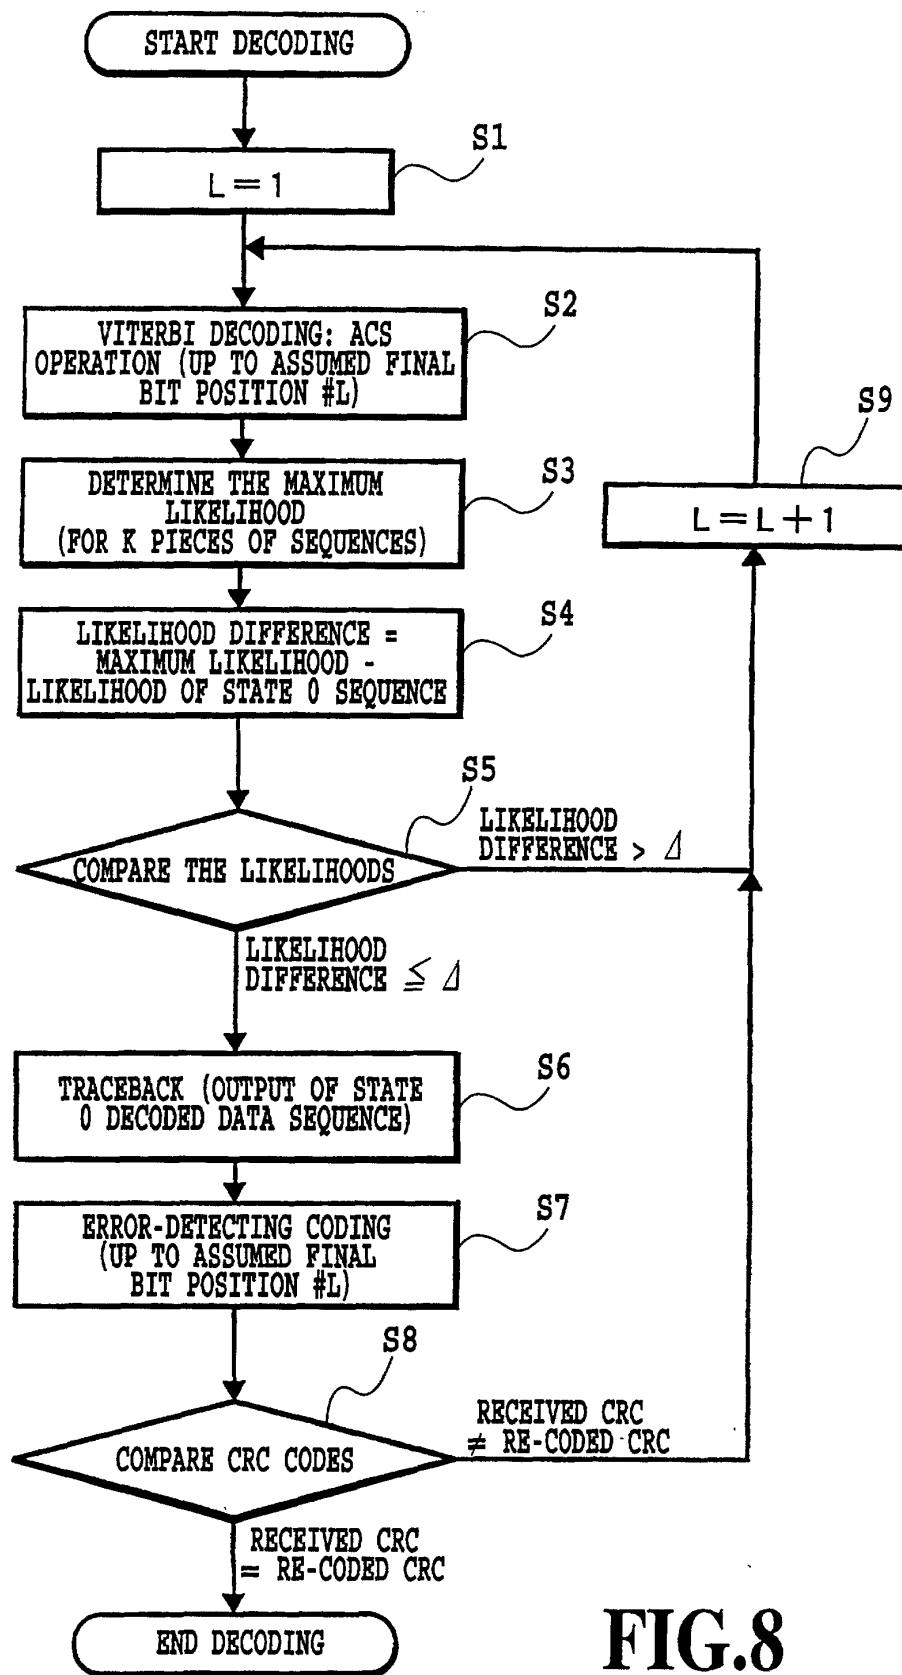 START DECODING
S1
L=1
S2
VITERBI DECODING: ACS
OPERATION (UP TO ASSUMED FINAL
BIT POSITION #L)
S9
L=L+1
S3
DETERMINE THE MAXIMUM
LIKELIHOOD
(FOR K PIECES OF SEQUENCES)
S4
LIKELIHOOD DIFFERENCE =
MAXIMUM LIKELIHOOD -
LIKELIHOOD OF STATE 0 SEQUENCE
S5
COMPARE THE LIKELIHOODS
LIKELIHOOD
DIFFERENCE > Δ
LIKELIHOOD
DIFFERENCE ≦ Δ
S6
TRACEBACK (OUTPUT OF STATE
0 DECODED DATA SEQUENCE)
S7
ERROR-DETECTING CODING
(UP TO ASSUMED FINAL
BIT POSITION #L)
S8
COMPARE CRC CODES
RECEIVED CRC
≠ RE-CODED CRC
RECEIVED CRC
= RE-CODED CRC
END DECODING
FIG.8